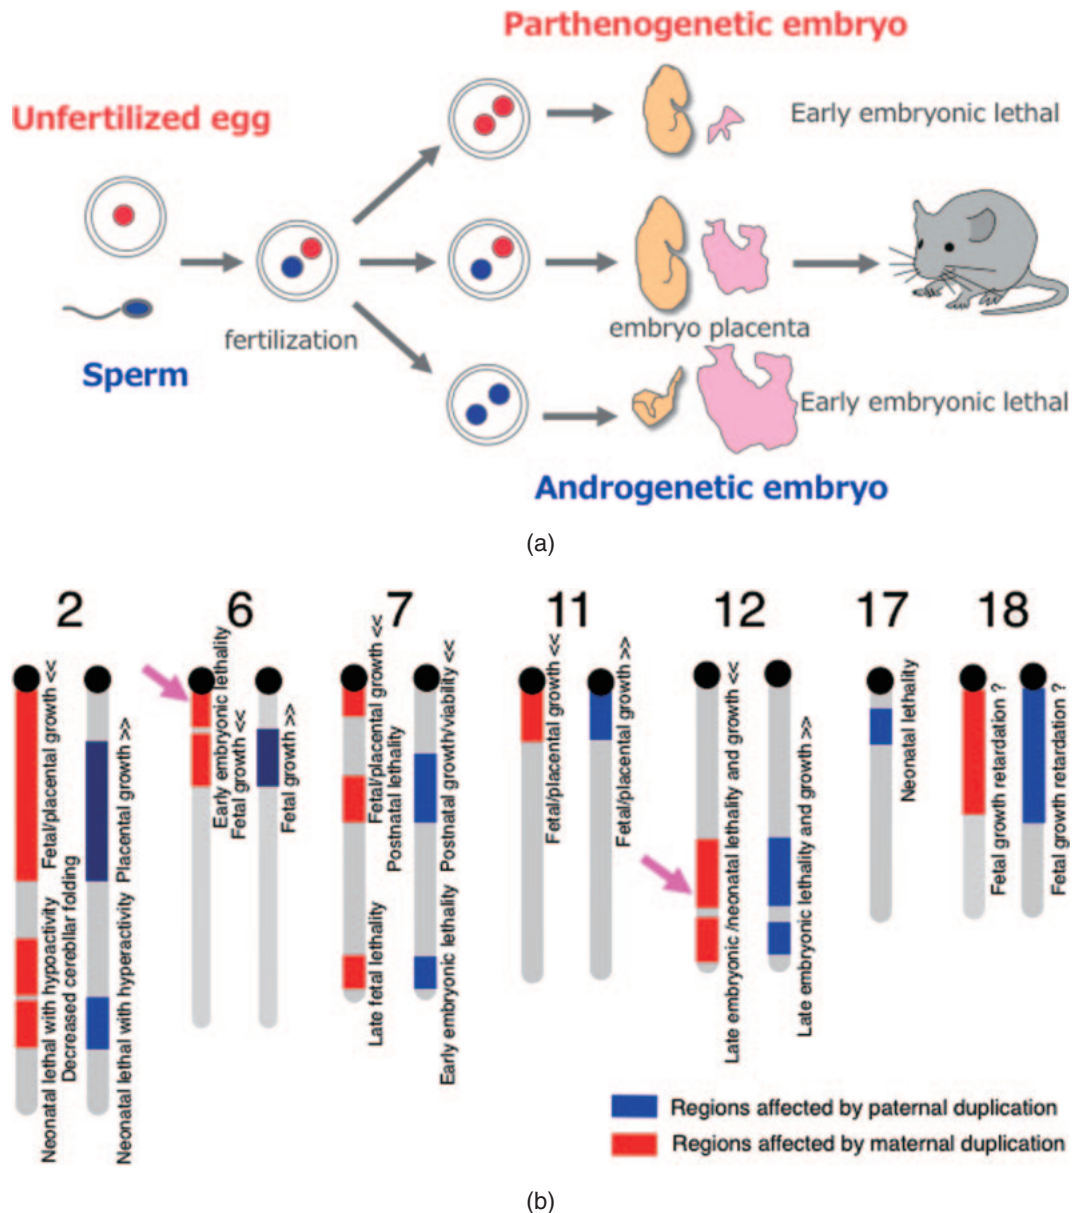 Parthenogenetic embryo
Unfertilized egg
Early embryonic lethal
fertilization
embryo placenta
Sperm
Early embryonic lethal
Androgenetic embryo
(a)
2
6
7
11
12
17
18
Fetal/placental growth <<
Neonatal lethal with hypoactivity
Decreased cerebllar folding
Placental growth >>
Neonatal lethal with hyperactivity
Early embryonic lethality
Fetal growth <<
Fetal growth >>
Fetal/placental growth <<
Postnatal lethality
Late fetal lethality
Postnatal growth/viability <<
Early embryonic lethality
Fetal/placental growth <<
Fetal/placental growth >>
Late embryonic /neonatal lethality and growth <<
Late embryonic lethality and growth >>
Neonatal lethality
Fetal growth retardation ?
Fetal growth retardation ?
Regions affected by paternal duplication
Regions affected by maternal duplication
(b)